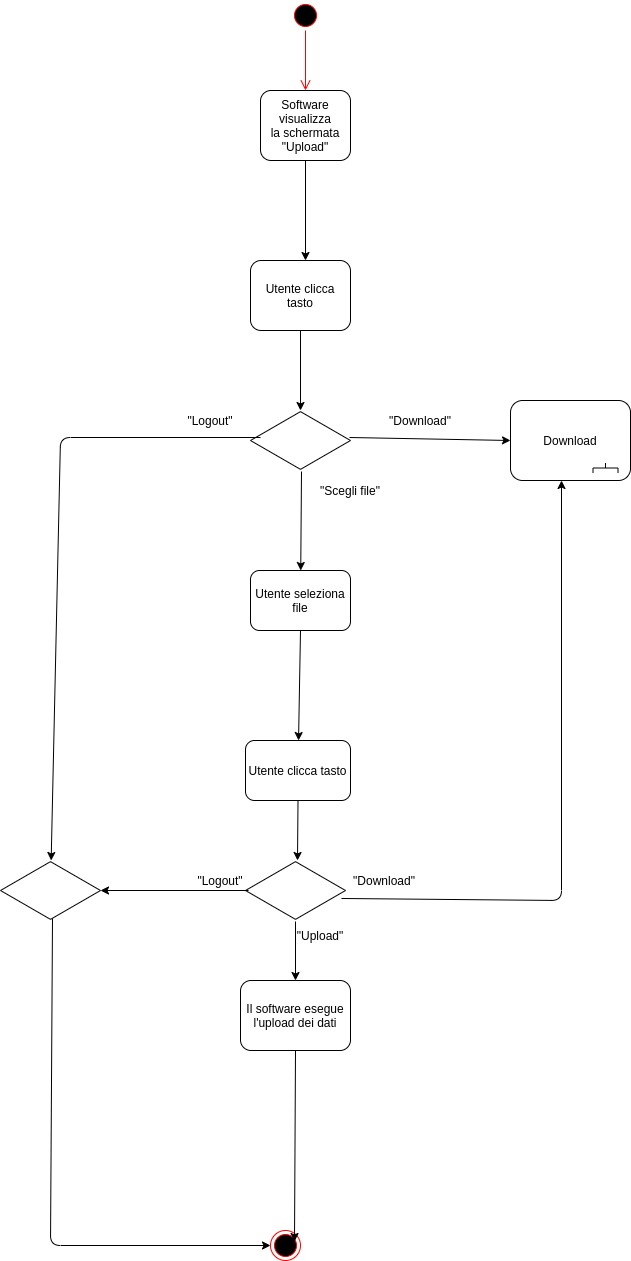 Software
visualizza
la schermata
"Upload"
Utente clicca
tasto
"Logout"
"Download"
Download
"Scegli file"
Utente seleziona
file
Utente clicca tasto
"Logout"
"Download"
"Upload"
Il software esegue
l'upload dei dati